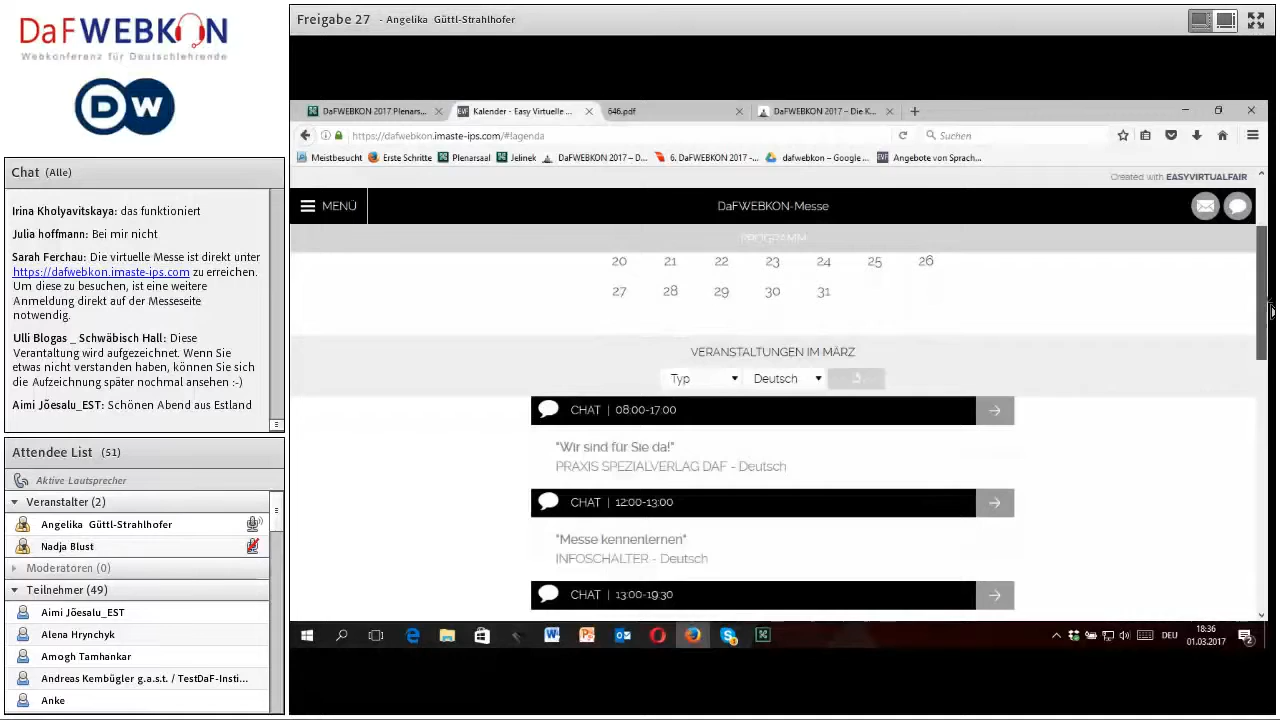 DaFWEBKON
Webkonferenz für Deutschlehrende
DW
Chat (Alle)
Irina Kholyavitskaya: das funktioniert
Julia hoffmann: Bei mir nicht
Sarah Ferchau: Die virtuelle Messe ist direkt unter
https://dafwebkon.imaste-ips.com zu erreichen.
Um diese zu besuchen, ist eine weitere
Anmeldung direkt auf der Messeseite
notwendig.
Ulli Blogas _ Schwäbisch Hall: Diese
Verantaltung wird aufgezeichnet. Wenn Sie
etwas nicht verstanden haben, können Sie sich
die Aufzeichnung später nochmal ansehen :-)
Aimi Jõesalu_EST: Schönen Abend aus Estland
Attendee List (51)
Aktive Lautsprecher
Veranstalter (2)
Angelika Güttl-Strahlhofer
Nadja Blust
Moderatoren (0)
Teilnehmer (49)
Aimi Jõesalu_EST
Alena Hrynchyk
Amogh Tamhankar
Andreas Kembügler g.a.s.t. / TestDaF-Insti...
Anke
Freigabe 27 - Angelika Güttl-Strahlhofer
DaFWEBKON 2017 Plenars...
Kalender - Easy Virtuelle ...
646.pdf
DaFWEBKON 2017 – Die K...
https://dafwebkon.imaste-ips.com/#!agenda
Suchen
Meistbesucht Erste Schritte Plenarsaal Jelinek DaFWEBKON 2017 – D... 6. DaFWEBKON 2017 -... dafwebkon – Google ... Angebote von Sprach...
Created with EASYVIRTUALFAIR
MENÜ
DaFWEBKON-Messe
PROGRAMM
20 21 22 23 24 25 26
27 28 29 30 31
VERANSTALTUNGEN IM MÄRZ
Typ Deutsch
CHAT | 08:00-17:00
"Wir sind für Sie da!"
PRAXIS SPEZIALVERLAG DAF - Deutsch
CHAT | 12:00-13:00
"Messe kennenlernen"
INFOSCHALTER - Deutsch
CHAT | 13:00-19:30
DEU
18:36
01.03.2017
2